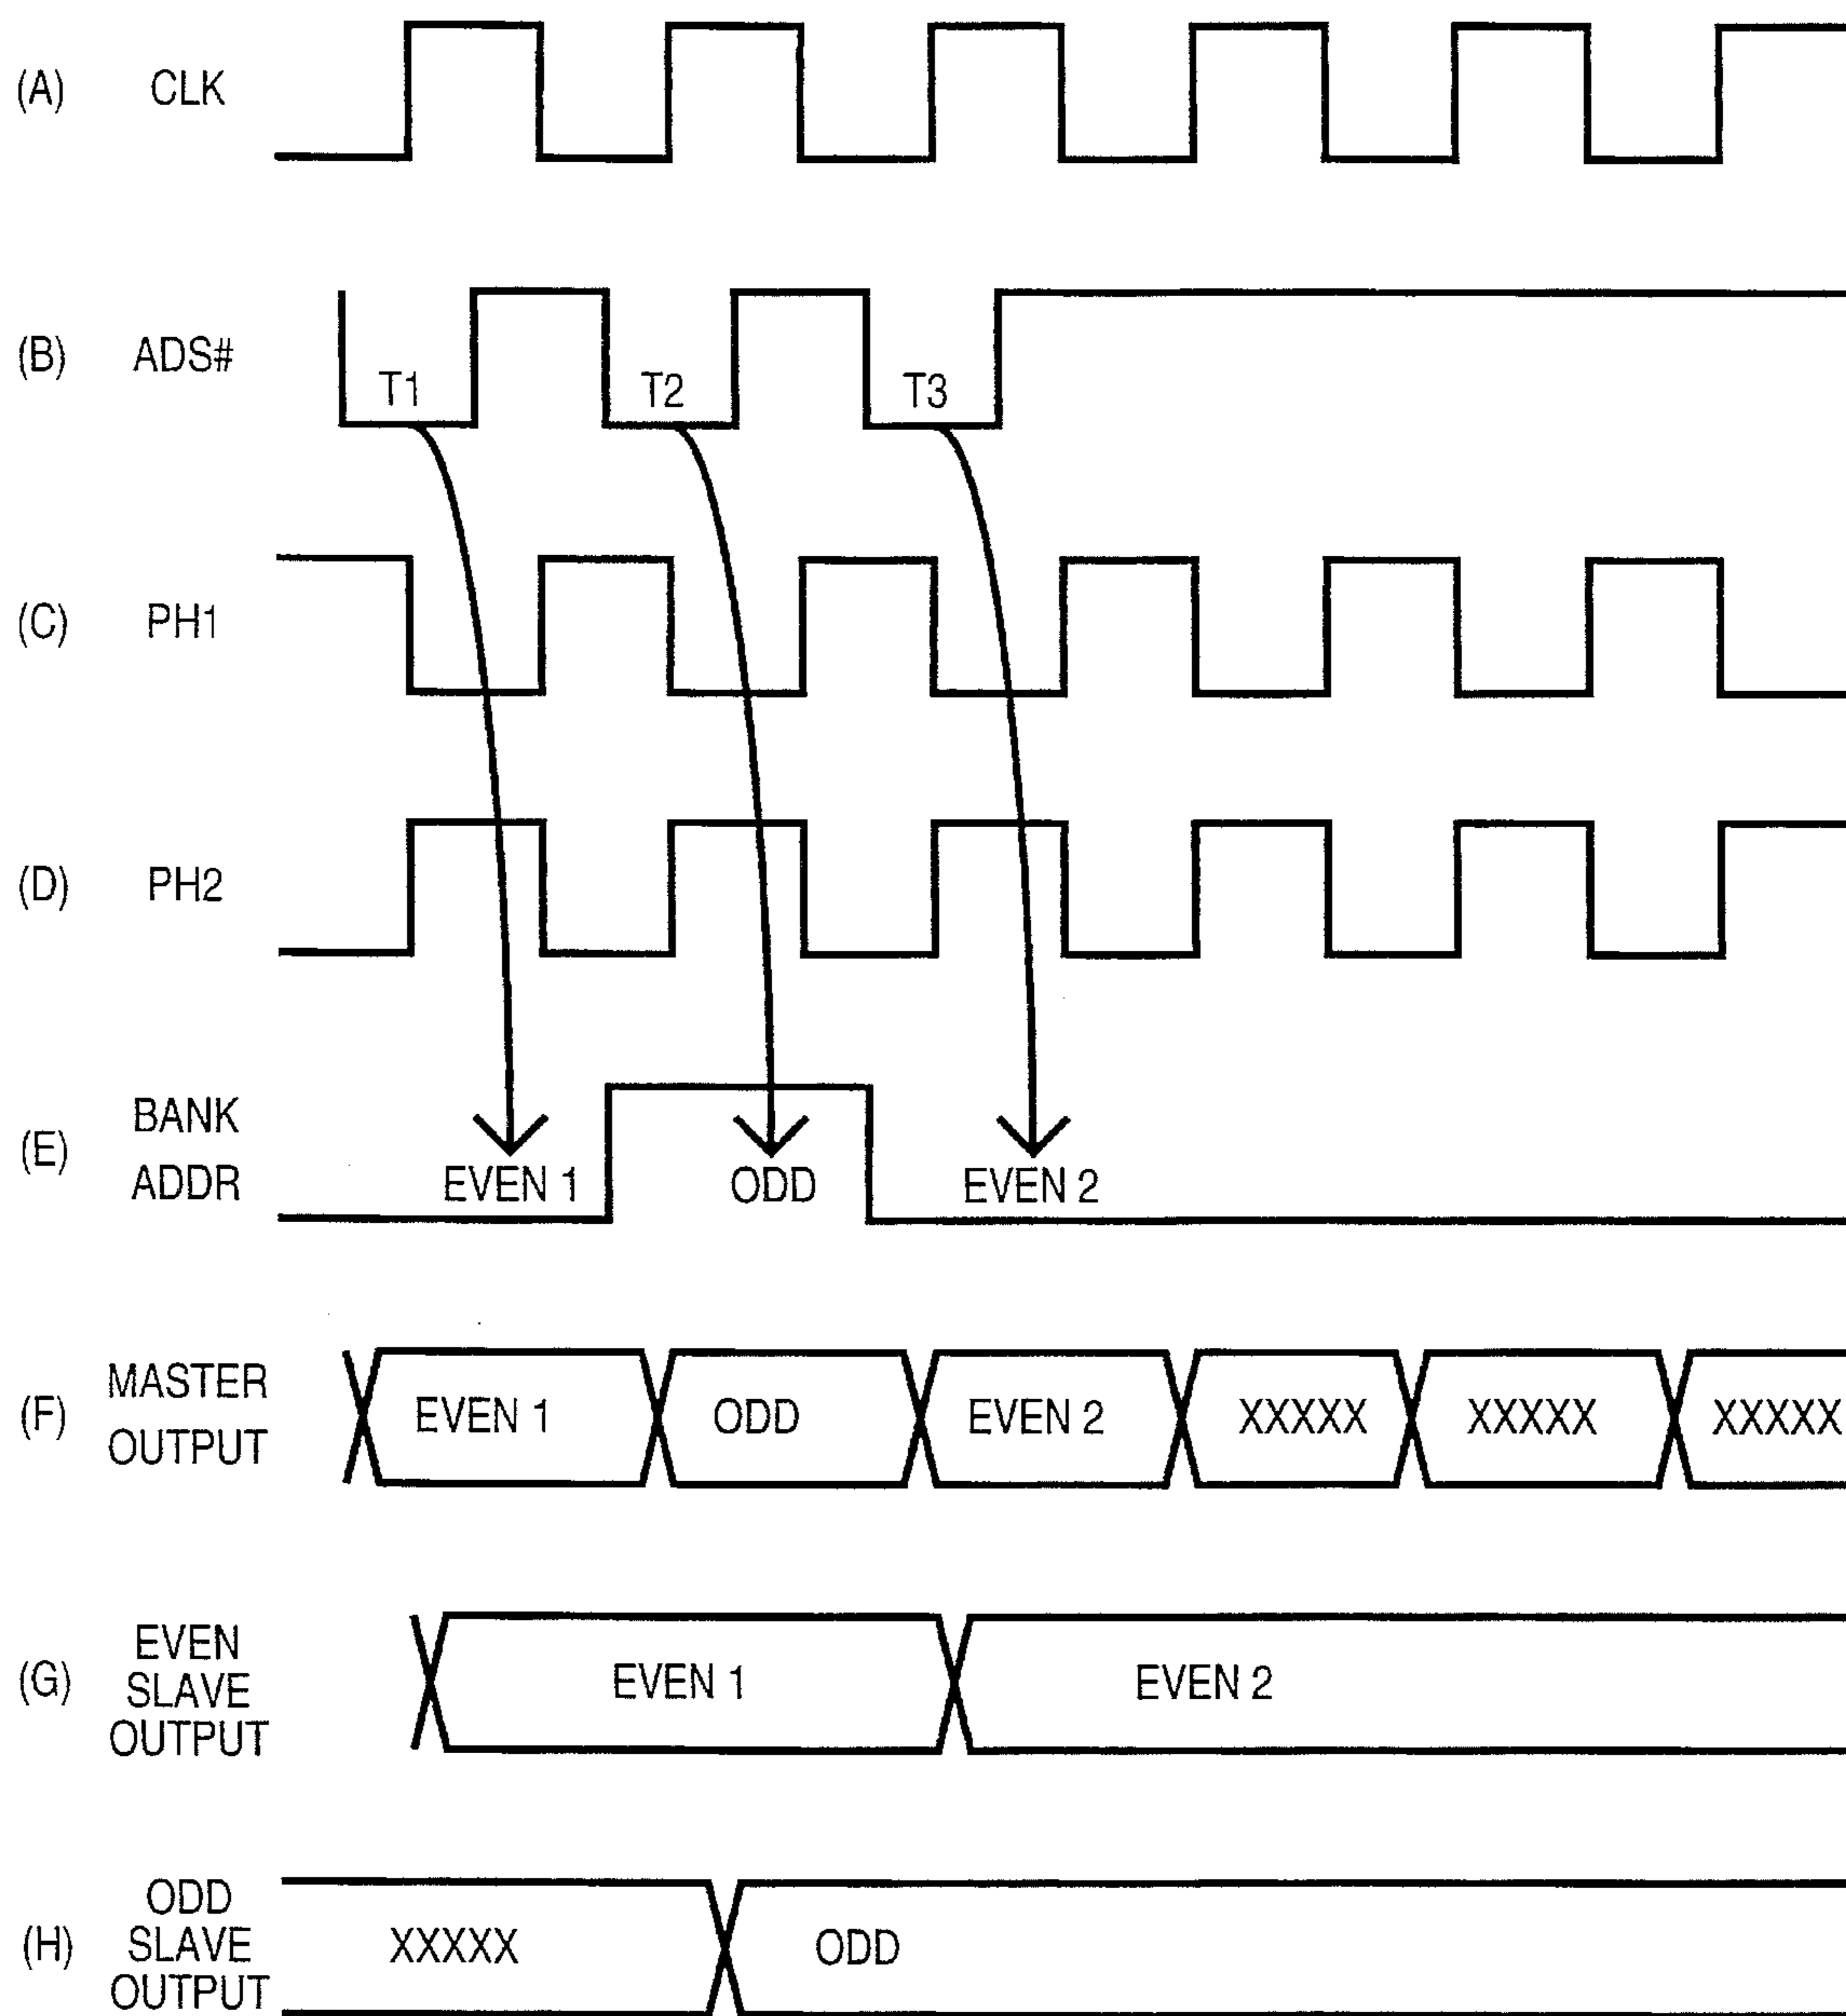 (A) CLK
(B) ADS#
T1 T2 T3
(C) PH1
(D) PH2
(E) BANK
ADDR
EVEN 1 ODD EVEN 2
(F) MASTER
OUTPUT
EVEN 1 ODD EVEN 2 XXXXX XXXXX XXXXX
(G) EVEN
SLAVE
OUTPUT
EVEN 1 EVEN 2
(H) ODD
SLAVE
OUTPUT
XXXXX ODD